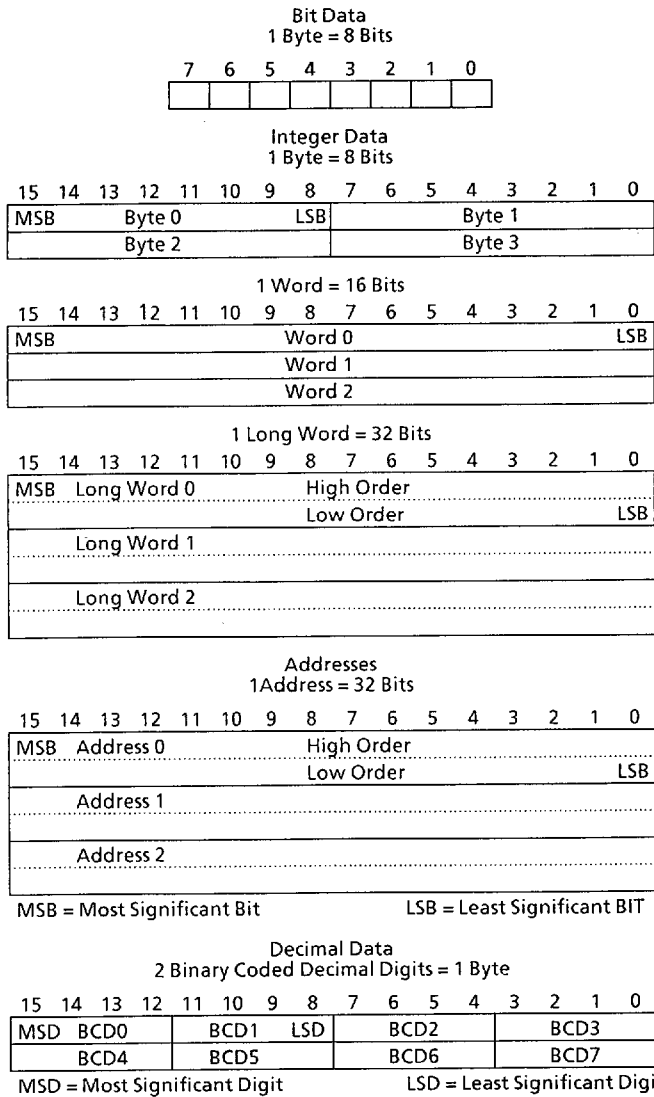 Bit Data
1 Byte = 8 Bits
7 6 5 4 3 2 1 0
Integer Data
1 Byte = 8 Bits
15 14 13 12 11 10 9 8 7 6 5 4 3 2 1 0
MSB Byte 0 LSB Byte 1
Byte 2 Byte 3
1 Word = 16 Bits
15 14 13 12 11 10 9 8 7 6 5 4 3 2 1 0
MSB Word 0 LSB
Word 1
Word 2
1 Long Word = 32 Bits
15 14 13 12 11 10 9 8 7 6 5 4 3 2 1 0
MSB Long Word 0 High Order
Low Order LSB
Long Word 1
Long Word 2
Addresses
1Address = 32 Bits
15 14 13 12 11 10 9 8 7 6 5 4 3 2 1 0
MSB Address 0 High Order
Low Order LSB
Address 1
Address 2
MSB = Most Significant Bit LSB = Least Significant BIT
Decimal Data
2 Binary Coded Decimal Digits = 1 Byte
15 14 13 12 11 10 9 8 7 6 5 4 3 2 1 0
MSD BCD0 BCD1 LSD BCD2 BCD3
BCD4 BCD5 BCD6 BCD7
MSD = Most Significant Digit LSD = Least Significant Digi